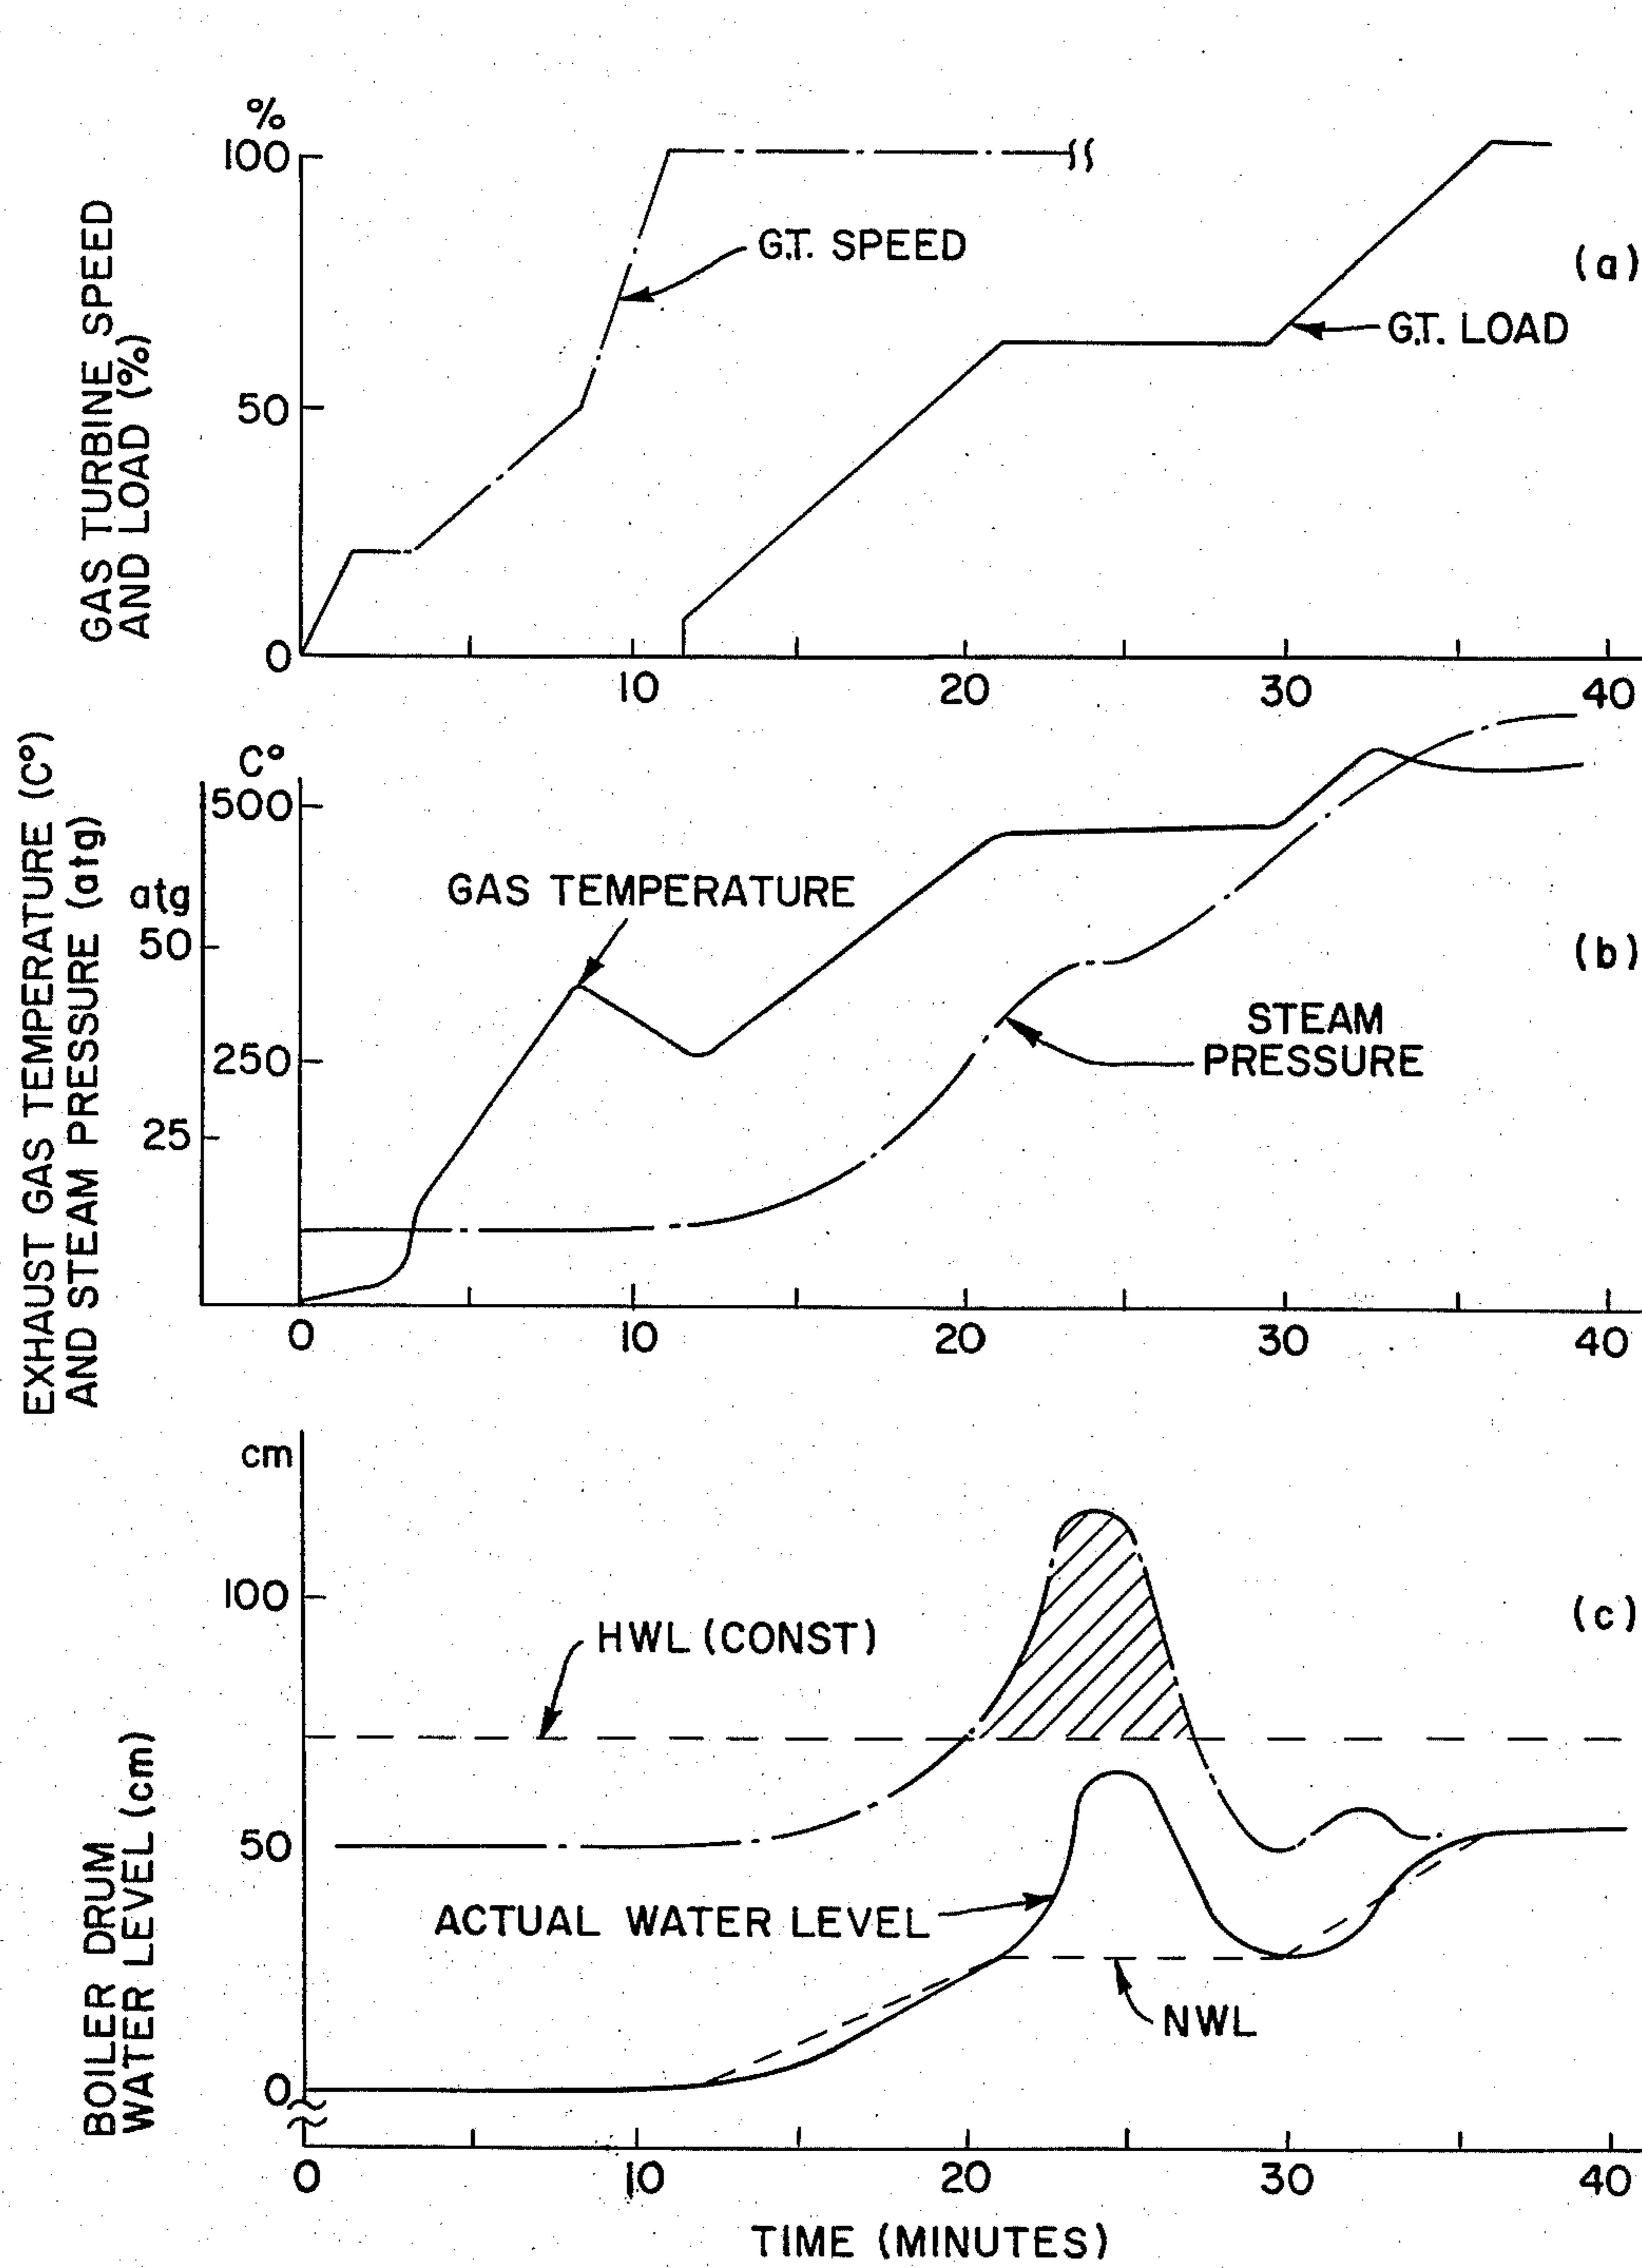 %
100
50
0
GAS TURBINE SPEED
AND LOAD (%)
G.T. SPEED
G.T. LOAD
(a)
10 20 30 40
C°
500
250
atg
50
25
EXHAUST GAS TEMPERATURE (C°)
AND STEAM PRESSURE (atg)
GAS TEMPERATURE
STEAM
PRESSURE
(b)
0 10 20 30 40
cm
100
50
0
BOILER DRUM
WATER LEVEL (cm)
HWL (CONST)
ACTUAL WATER LEVEL
NWL
(c)
0 10 20 30 40
TIME (MINUTES)